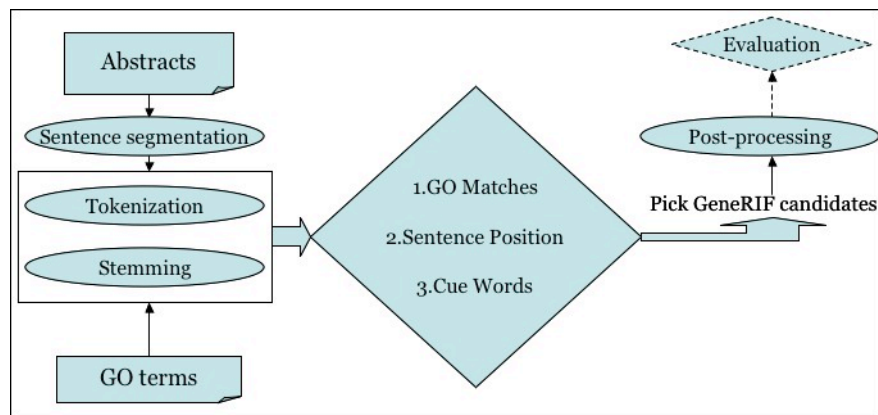 Abstracts
Sentence segmentation
Tokenization
Stemming
GO terms
1.GO Matches
2.Sentence Position
3.Cue Words
Evaluation
Post-processing
Pick GeneRIF candidates